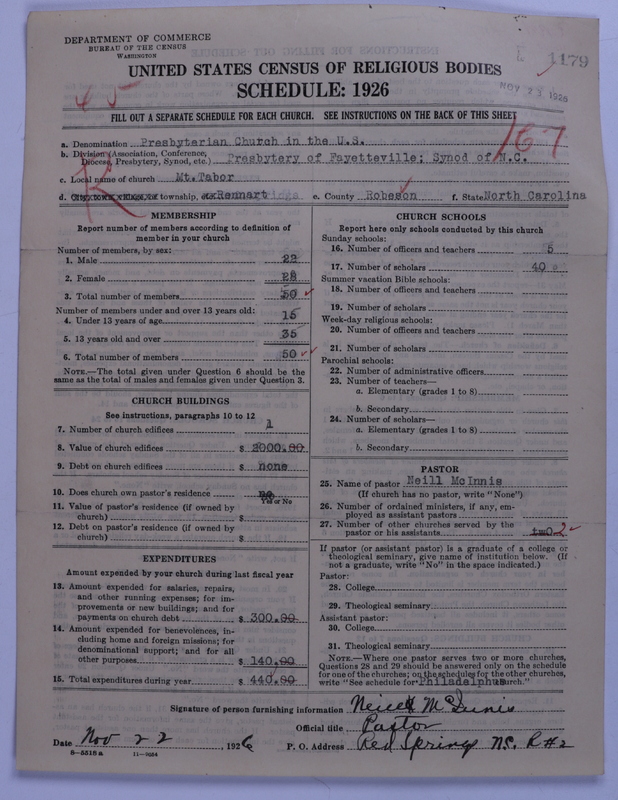 DEPARTMENT OF COMMERCE
BUREAU OF THE CENSUS
WASHINGTON
1179
NOV 23 1926
UNITED STATES CENSUS OF RELIGIOUS BODIES
SCHEDULE: 1926
4 5
FILL OUT A SEPARATE SCHEDULE FOR EACH CHURCH. SEE INSTRUCTIONS ON THE BACK OF THIS SHEET
167
a. Denomination Presbyterian Church in the U.S.
b. Division (Association, Conference, Diocese, Presbytery, Synod, etc.) Presbytery of Fayetteville; Synod of N.C.
c. Local name of church Mt. Tabor
d. City, town, village, or township, etc. Rennart e. County Robeson f. State North Carolina
MEMBERSHIP
Report number of members according to definition of member in your church
Number of members, by sex:
1. Male 22
2. Female 28
3. Total number of members 50
Number of members under and over 13 years old:
4. Under 13 years of age 15
5. 13 years old and over 35
6. Total number of members 50
NOTE.—The total given under Question 6 should be the same as the total of males and females given under Question 3.
CHURCH BUILDINGS
See instructions, paragraphs 10 to 12
7. Number of church edifices 1
8. Value of church edifices $ 2000.00
9. Debt on church edifices $ none
10. Does church own pastor's residence no
Yes or No
11. Value of pastor's residence (if owned by church) $
12. Debt on pastor's residence (if owned by church) $
EXPENDITURES
Amount expended by your church during last fiscal year
13. Amount expended for salaries, repairs, and other running expenses; for improvements or new buildings; and for payments on church debt $ 300.00
14. Amount expended for benevolences, including home and foreign missions; for denominational support; and for all other purposes $ 140.00
15. Total expenditures during year $ 440.00
CHURCH SCHOOLS
Report here only schools conducted by this church
Sunday schools:
16. Number of officers and teachers 5
17. Number of scholars 40
Summer vacation Bible schools:
18. Number of officers and teachers
19. Number of scholars
Week-day religious schools:
20. Number of officers and teachers
21. Number of scholars
Parochial schools:
22. Number of administrative officers
23. Number of teachers—
a. Elementary (grades 1 to 8)
b. Secondary
24. Number of scholars—
a. Elementary (grades 1 to 8)
b. Secondary
PASTOR
25. Name of pastor Neill McInnis
(If church has no pastor, write "None")
26. Number of ordained ministers, if any, employed as assistant pastors
27. Number of other churches served by the pastor or his assistants two 2
If pastor (or assistant pastor) is a graduate of a college or theological seminary, give name of institution below. (If not a graduate, write "No" in the space indicated.)
Pastor:
28. College
29. Theological seminary
Assistant pastor:
30. College
31. Theological seminary
NOTE.—Where one pastor serves two or more churches, Questions 28 and 29 should be answered only on the schedule for one of the churches; on the schedules for the other churches, write "See schedule for Philadelphus church."
Signature of person furnishing information Neill McInnis
Official title Pastor
Date Nov 22, 1926 P. O. Address Red Springs NC. R#2
8-5518a 11-9054